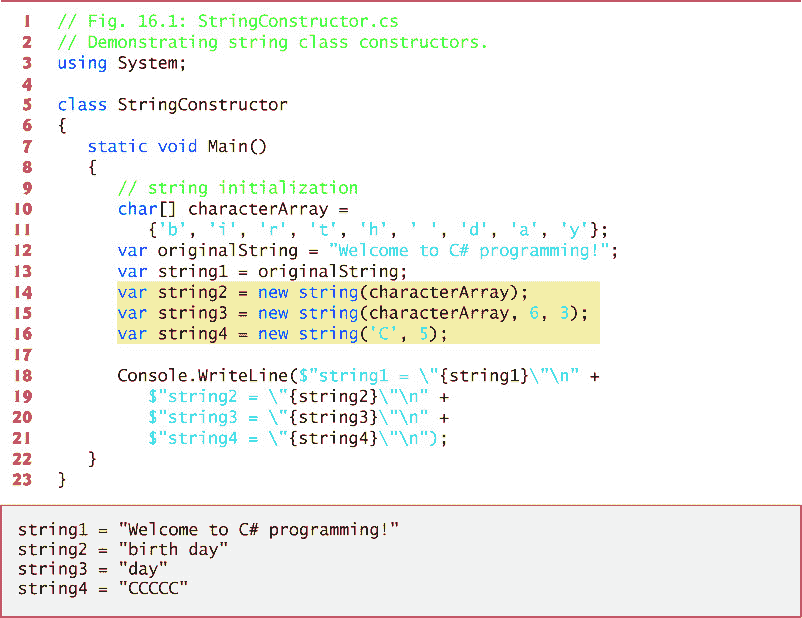 1 // Fig. 16.1: StringConstructor.cs
2 // Demonstrating string class constructors.
3 using System;
4
5 class StringConstructor
6 {
7    static void Main()
8    {
9       // string initialization
10       char[] characterArray =
11          {'b', 'i', 'r', 't', 'h', ' ', 'd', 'a', 'y'};
12       var originalString = "Welcome to C# programming!";
13       var string1 = originalString;
14       var string2 = new string(characterArray);
15       var string3 = new string(characterArray, 6, 3);
16       var string4 = new string('C', 5);
17
18       Console.WriteLine($"string1 = \"{string1}\"\n" +
19          $"string2 = \"{string2}\"\n" +
20          $"string3 = \"{string3}\"\n" +
21          $"string4 = \"{string4}\"\n");
22    }
23 }
string1 = "Welcome to C# programming!"
string2 = "birth day"
string3 = "day"
string4 = "CCCCC"